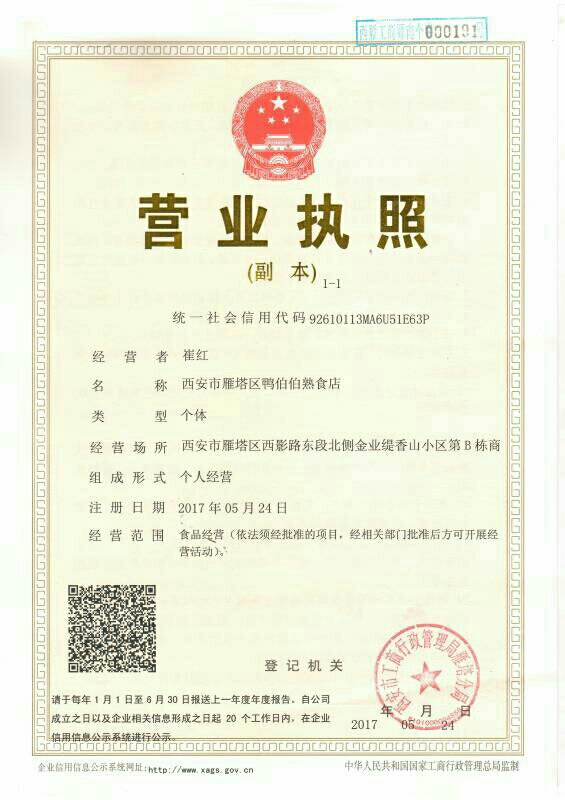 西影工商 000191
营业执照
(副 本)
1-1
统一社会信用代码 92610113MA6U51E63P
经营者 崔红
名称 西安市雁塔区鸭伯伯熟食店
类型 个体
经营场所 西安市雁塔区西影路东段北侧金业缇香山小区第B栋商
组成形式 个人经营
注册日期 2017年05月24日
经营范围 食品经营(依法须经批准的项目，经相关部门批准后方可开展经
营活动)。
登记机关
西安市工商行政管理局雁塔分局
请于每年1月1日至6月30日报送上一年度年度报告。自公
成立之日以及企业相关信息形成之日起20个工作日内，在企业
信用信息公示系统进行公示。
年 月 日
2017 05 24
企业信用信息公示系统网址：http://www.xags.gov.cn
中华人民共和国国家工商行政管理总局监制